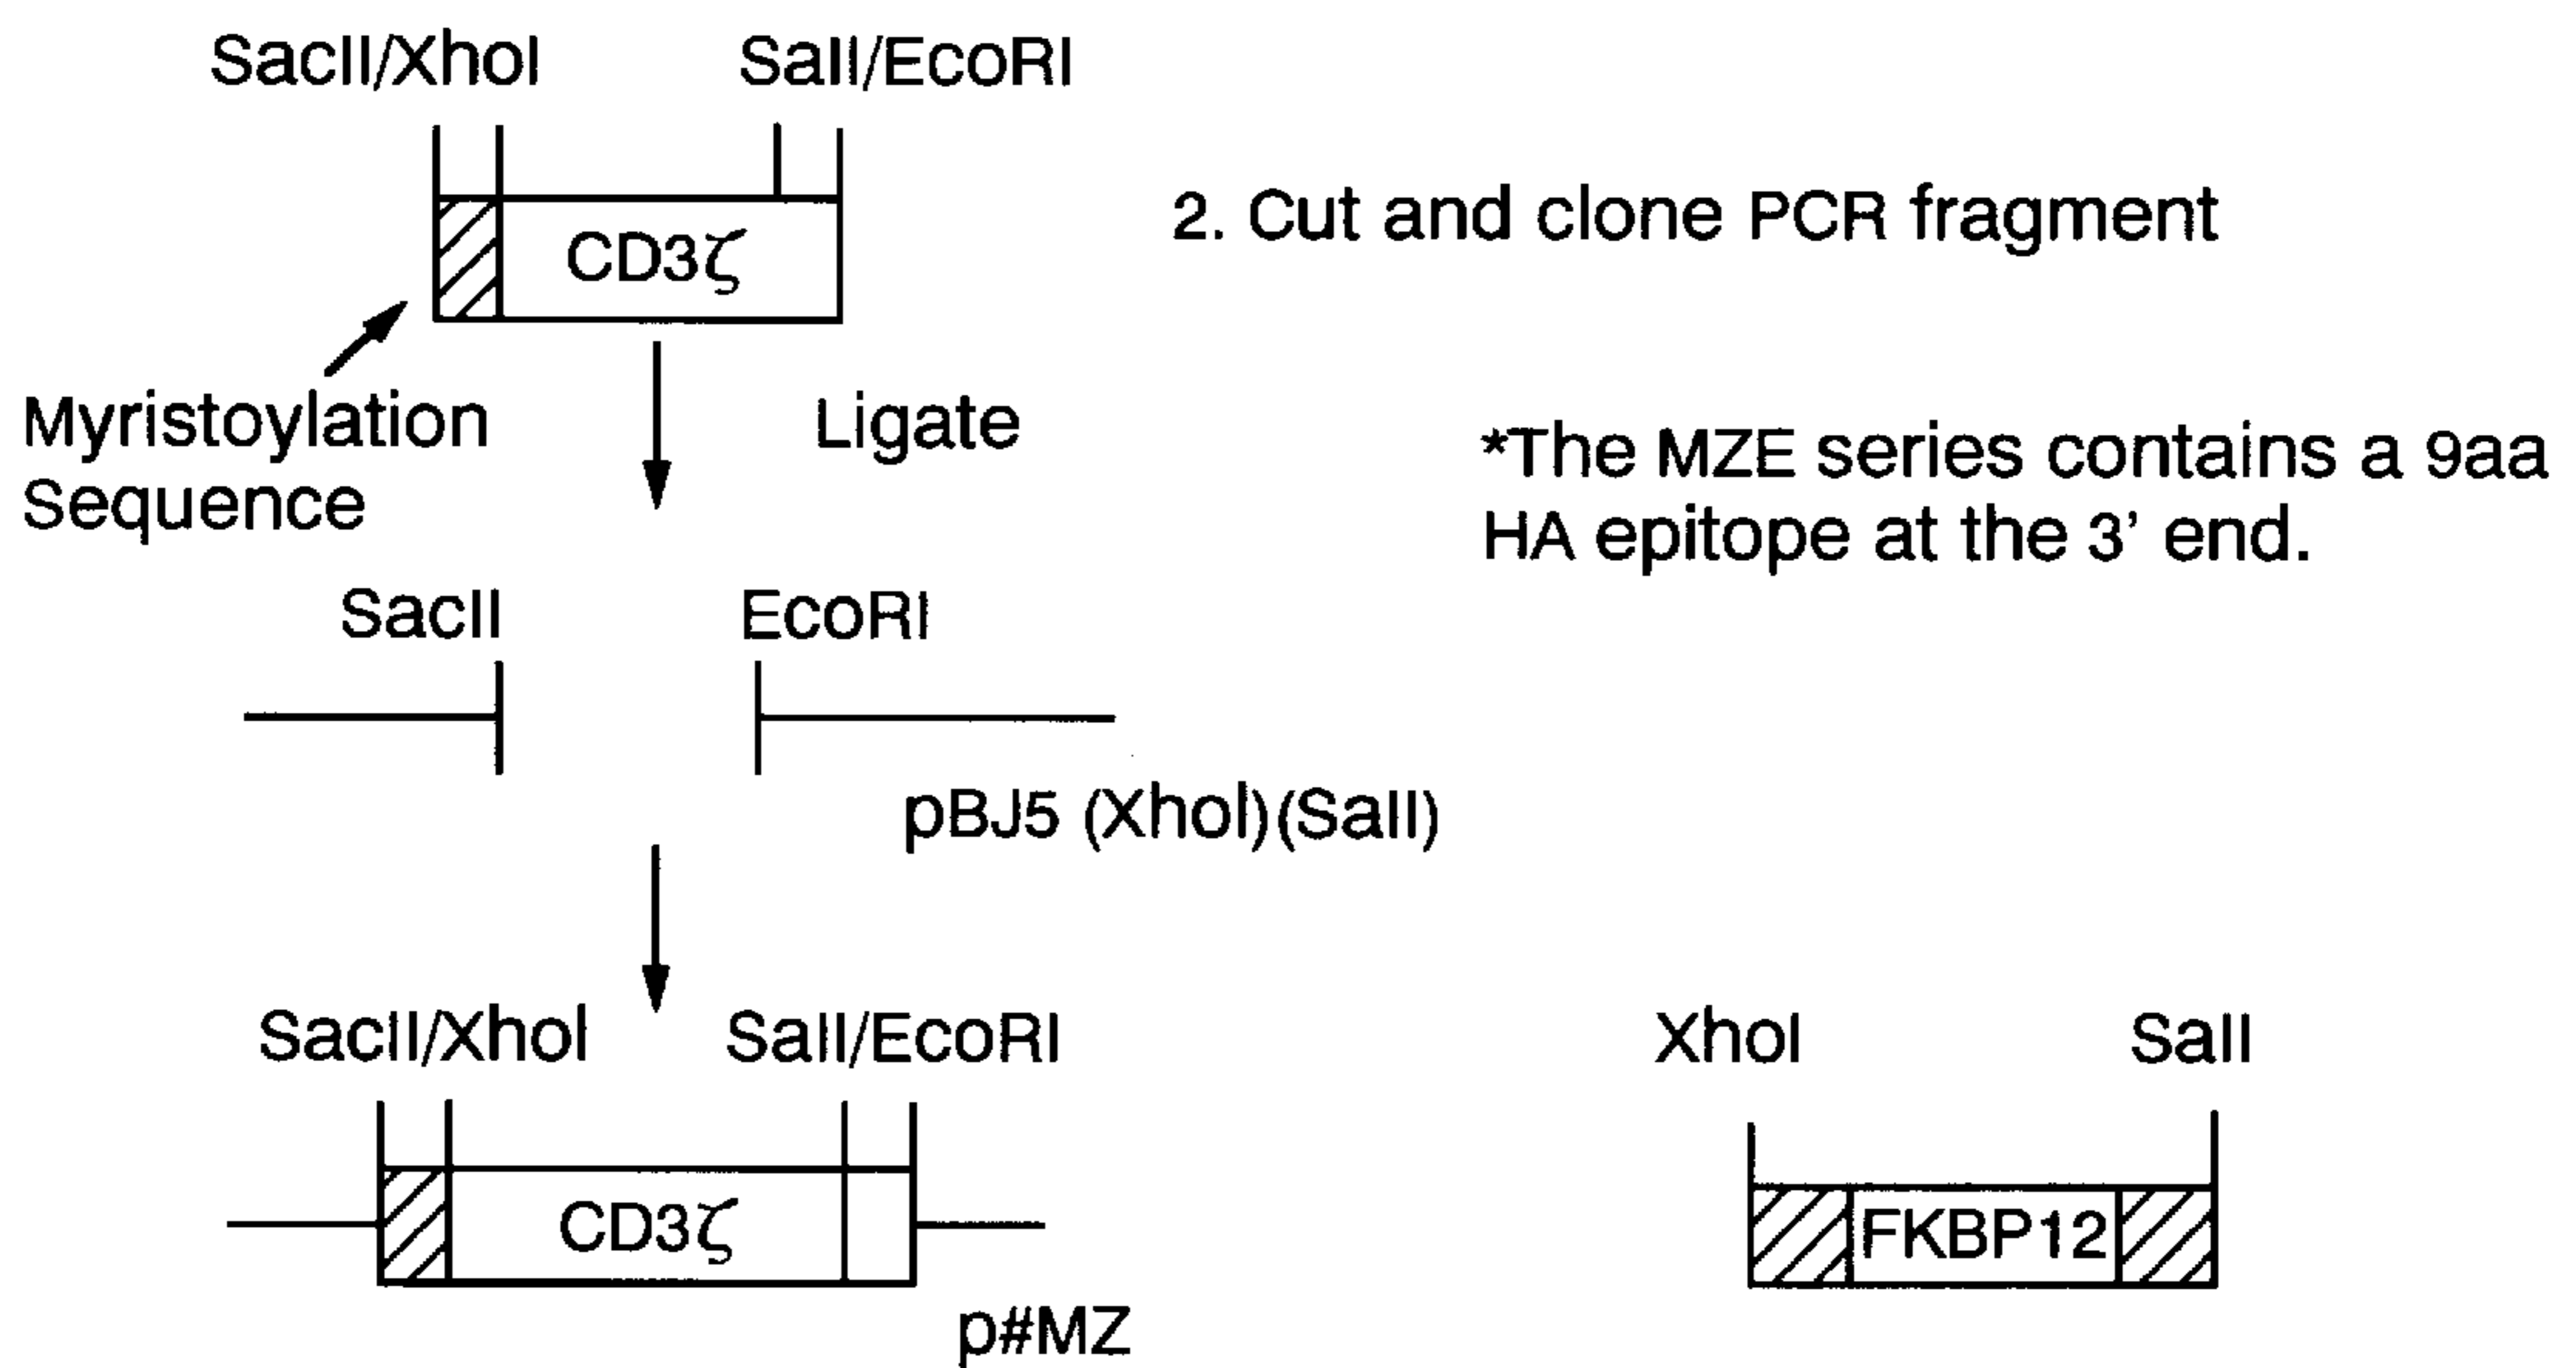 SacII/XhoI SalI/EcoRI
2. Cut and clone PCR fragment
CD3ζ
Myristoylation
Sequence
Ligate
*The MZE series contains a 9aa
HA epitope at the 3' end.
SacII EcoRI
pBJ5 (XhoI)(SalI)
SacII/XhoI SalI/EcoRI
CD3ζ
p#MZ
XhoI SalI
FKBP12